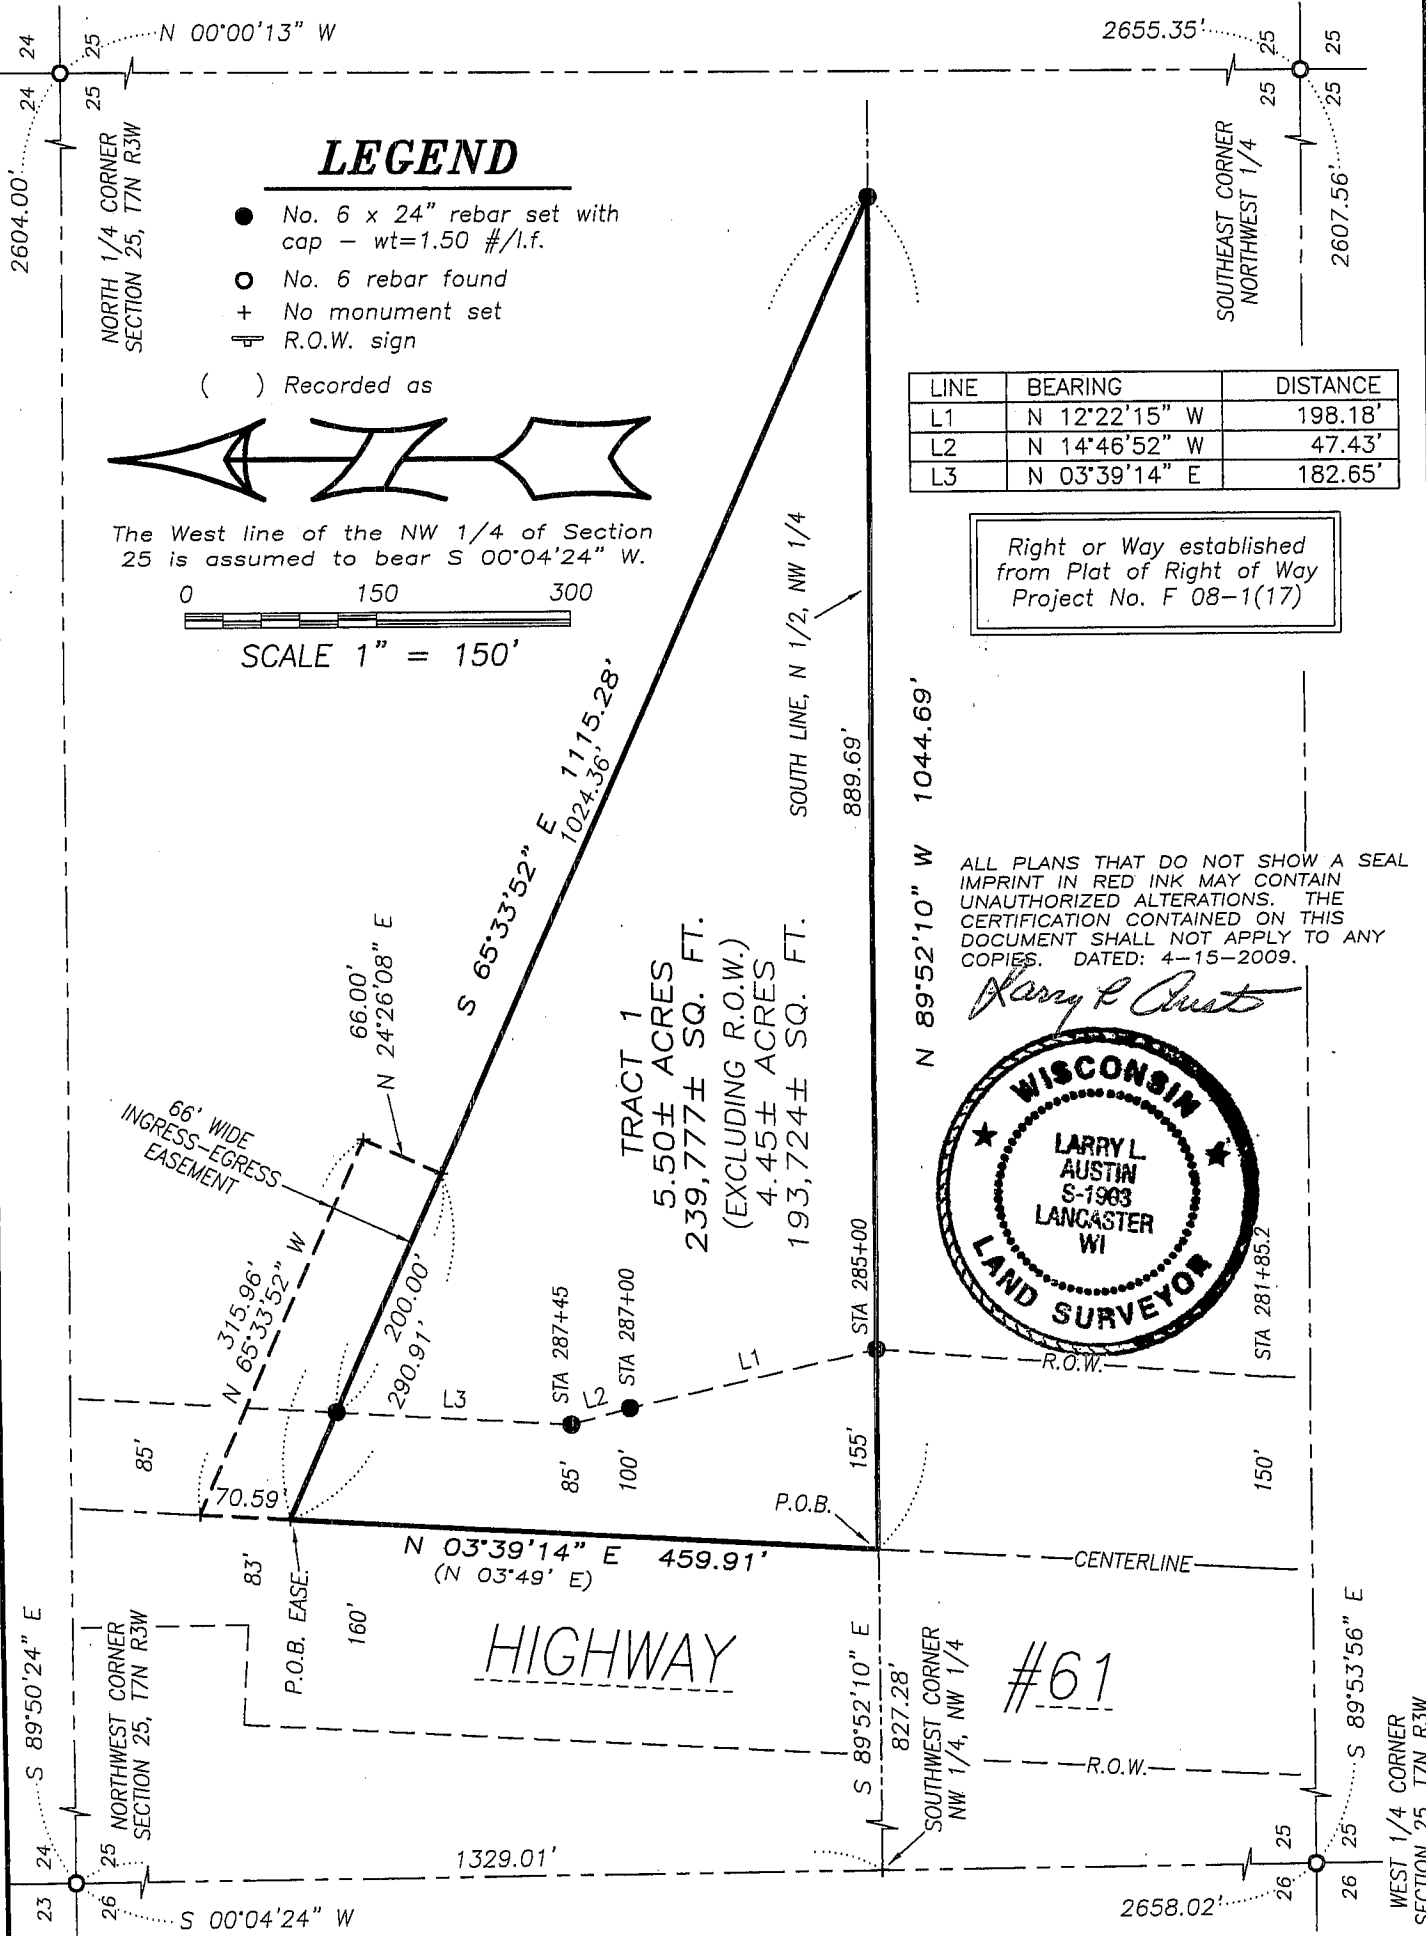 24
25
N 00°00'13" W
2655.35'
25
25
24
25
25
25
2604.00'
NORTH 1/4 CORNER
SECTION 25, T7N R3W
LEGEND
No. 6 x 24" rebar set with
cap - wt=1.50 #/l.f.
No. 6 rebar found
+ No monument set
R.O.W. sign
( ) Recorded as
SOUTHEAST CORNER
NORTHWEST 1/4
2607.56'
LINE BEARING DISTANCE
L1 N 12°22'15" W 198.18'
L2 N 14°46'52" W 47.43'
L3 N 03°39'14" E 182.65'
The West line of the NW 1/4 of Section
25 is assumed to bear S 00°04'24" W.
0 150 300
SCALE 1" = 150'
Right or Way established
from Plat of Right of Way
Project No. F 08-1(17)
SOUTH LINE, N 1/2, NW 1/4
889.69'
N 89°52'10" W 1044.69'
S 65°33'52" E 1115.28'
1024.36'
ALL PLANS THAT DO NOT SHOW A SEAL
IMPRINT IN RED INK MAY CONTAIN
UNAUTHORIZED ALTERATIONS. THE
CERTIFICATION CONTAINED ON THIS
DOCUMENT SHALL NOT APPLY TO ANY
COPIES. DATED: 4-15-2009.
WISCONSIN
LARRY L.
AUSTIN
S-1903
LANCASTER
WI
LAND SURVEYOR
66.00'
N 24°26'08" E
TRACT 1
5.50± ACRES
239,777± SQ. FT.
(EXCLUDING R.O.W.)
4.45± ACRES
193,724± SQ. FT.
66' WIDE
INGRESS-EGRESS
EASEMENT
315.96'
N 65°33'52" W
200.00'
290.91'
STA 287+45
STA 287+00
STA 285+00
STA 281+85.2
L3
L2
L1
R.O.W.
85'
70.59'
85'
100'
155'
150'
P.O.B.
N 03°39'14" E 459.91'
(N 03°49' E)
CENTERLINE
83'
P.O.B. EASE.
160'
HIGHWAY
#61
S 89°50'24" E
NORTHWEST CORNER
SECTION 25, T7N R3W
S 89°52'10" E
827.28'
SOUTHWEST CORNER
NW 1/4, NW 1/4
R.O.W.
S 89°53'56" E
WEST 1/4 CORNER
SECTION 25, T7N R3W
24
25
1329.01'
25
25
23
26
S 00°04'24" W
2658.02'
26
26